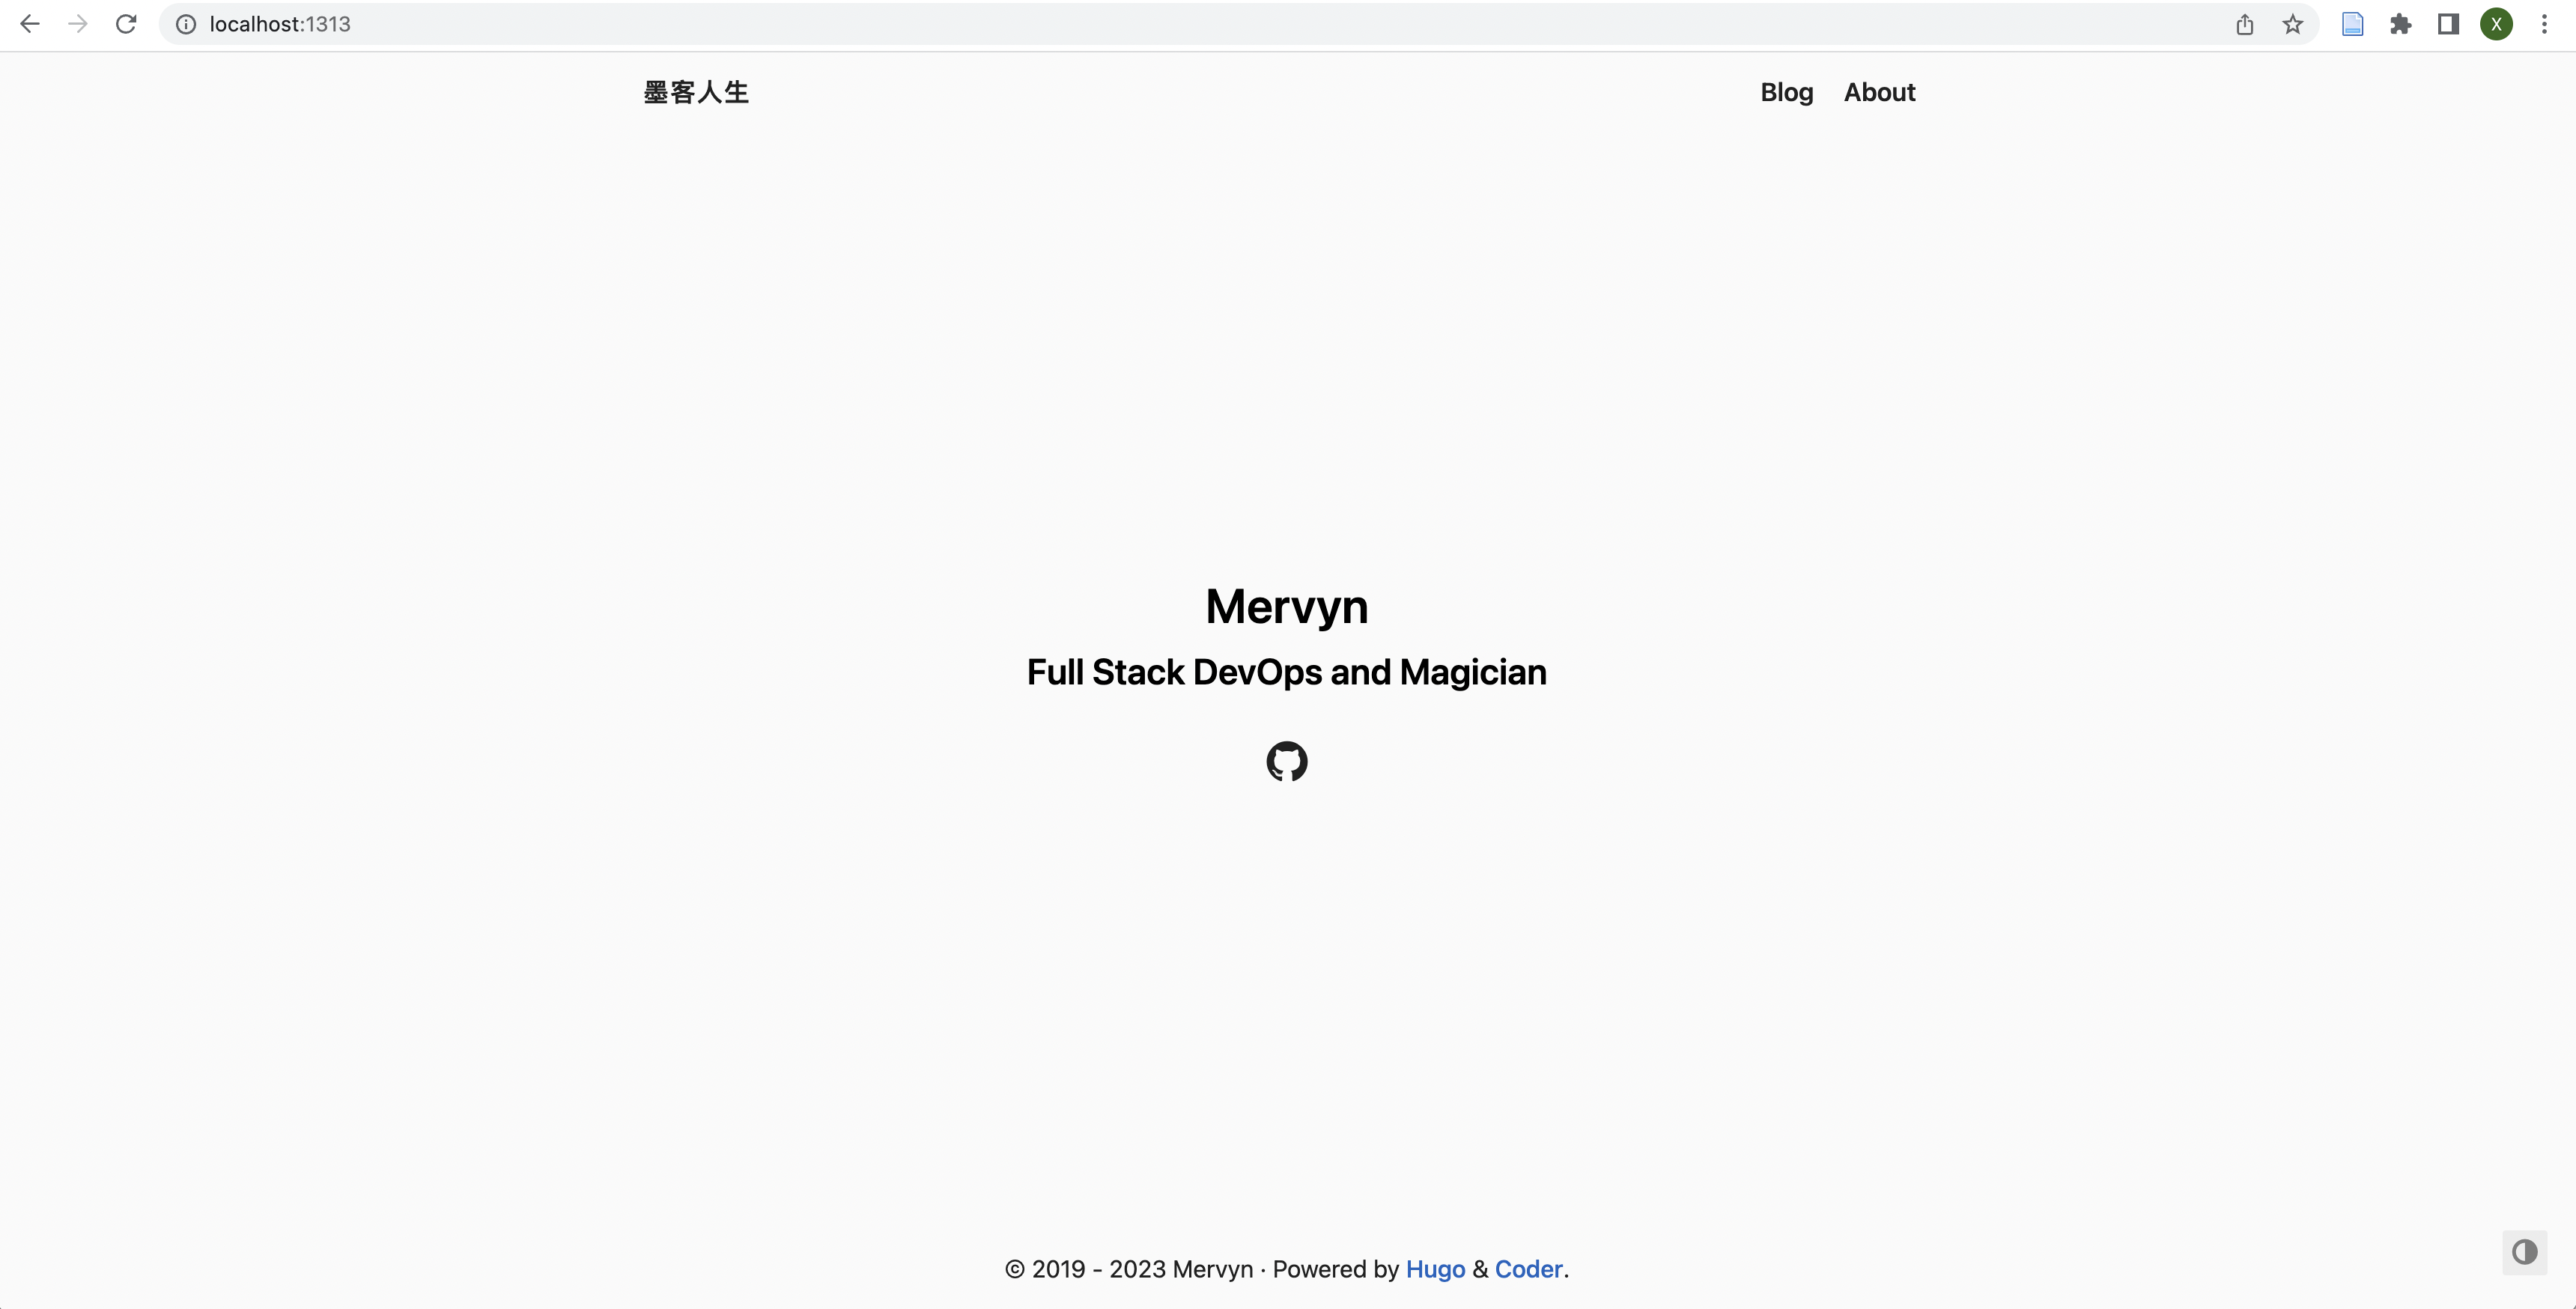 localhost:1313
X
墨客人生
Blog About
Mervyn
Full Stack DevOps and Magician
© 2019 - 2023 Mervyn · Powered by Hugo & Coder.